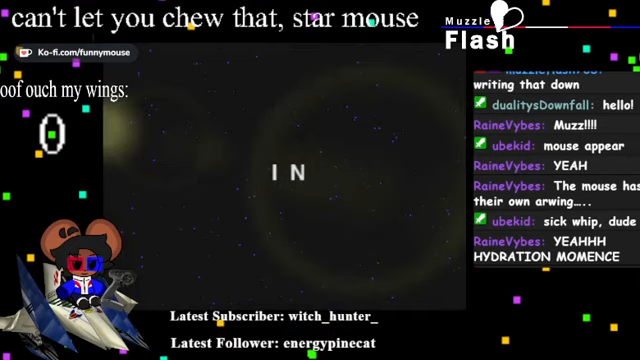 can't let you chew that, star mouse
Muzzle
Flash
Ko-fi.com/funnymouse
oof ouch my wings:
0
IN
writing that down
dualitysDownfall: hello!
RaineVybes: Muzz!!!!
ubekid: mouse appear
RaineVybes: YEAH
RaineVybes: The mouse has
their own arwing.....
ubekid: sick whip, dude
RaineVybes: YEAHHH
HYDRATION MOMENCE
Latest Subscriber: witch_hunter_
Latest Follower: energypinecat